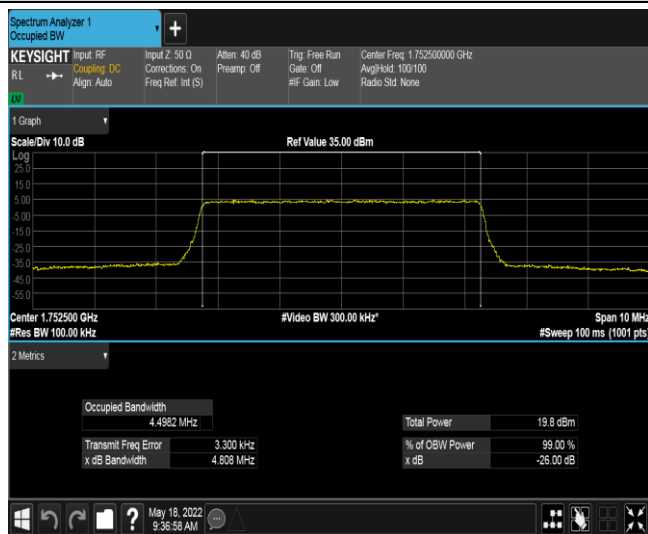 Spectrum Analyzer 1
Occupied BW
+
KEYSIGHT Input: RF Input Z: 50 Ω Atten: 40 dB Trig: Free Run Center Freq: 1.752500000 GHz
RL Coupling: DC Corrections: On Preamp: Off Gate: Off Avg|Hold: 100/100
Align: Auto Freq Ref: Int (S) #IF Gain: Low Radio Std: None
1 Graph
Scale/Div 10.0 dB Ref Value 35.00 dBm
Log
25.0
15.0
5.00
-5.00
-15.0
-25.0
-35.0
-45.0
-55.0
Center 1.752500 GHz #Video BW 300.00 kHz* Span 10 MHz
#Res BW 100.00 kHz #Sweep 100 ms (1001 pts)
2 Metrics
Occupied Bandwidth
4.4982 MHz Total Power 19.8 dBm
Transmit Freq Error 3.300 kHz % of OBW Power 99.00 %
x dB Bandwidth 4.808 MHz x dB -26.00 dB
? May 18, 2022
9:36:58 AM